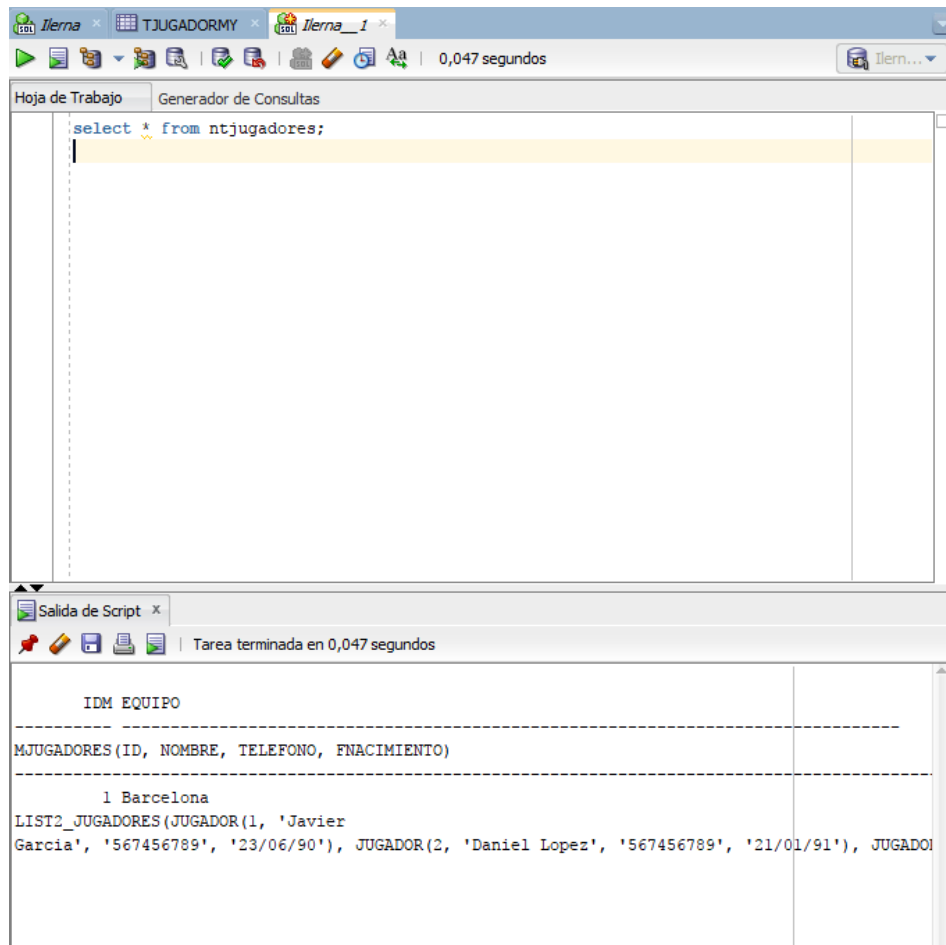 Ilerna TJUGADORMY Ilerna__1
0,047 segundos Ilern...
Hoja de Trabajo Generador de Consultas
select * from ntjugadores;
Salida de Script
Tarea terminada en 0,047 segundos
IDM EQUIPO
---------- --------------------------------------------------------------------------------
MJUGADORES(ID, NOMBRE, TELEFONO, FNACIMIENTO)
----------------------------------------------------------------------------------------------
1 Barcelona
LIST2_JUGADORES(JUGADOR(1, 'Javier
Garcia', '567456789', '23/06/90'), JUGADOR(2, 'Daniel Lopez', '567456789', '21/01/91'), JUGADO